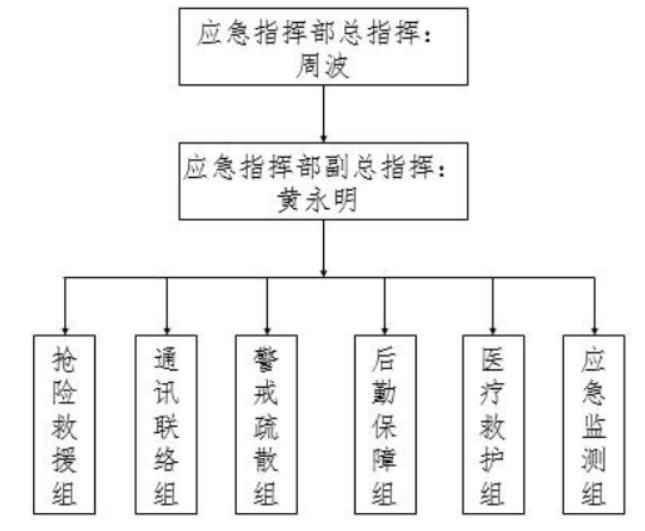 应急指挥部总指挥：
周波
应急指挥部副总指挥：
黄永明
抢险救援组
通讯联络组
警戒疏散组
后勤保障组
医疗救护组
应急监测组